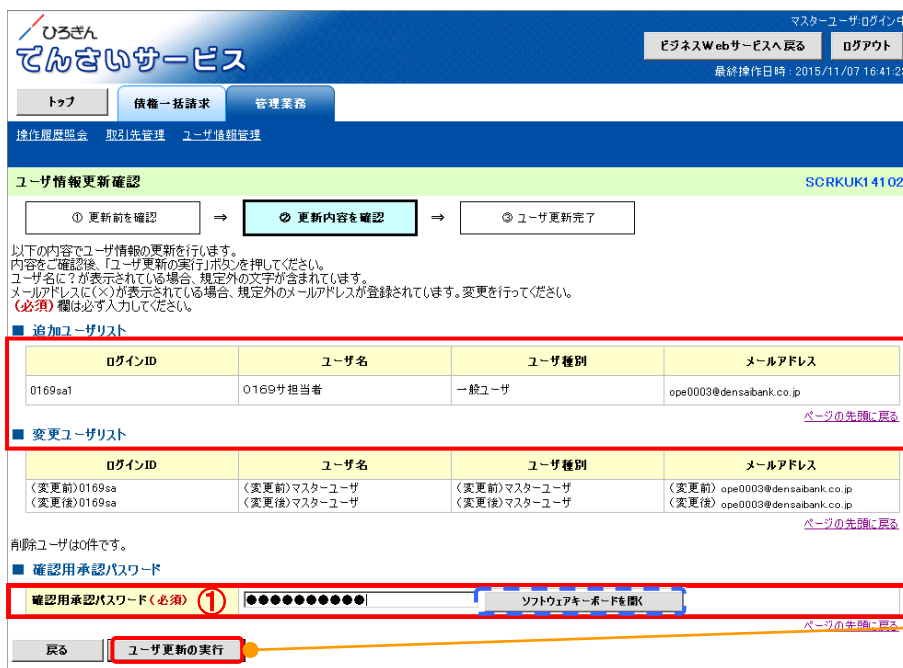 マスターユーザ:ログイン中
ひろぎん
でんさいサービス
ビジネスWebサービスへ戻る ログアウト
最終操作日時:2015/11/07 16:41:23
トップ 債権一括請求 管理業務
操作履歴照会 取引先管理 ユーザ情報管理
ユーザ情報更新確認 SCRKUK14102
① 更新前を確認 ⇒ ② 更新内容を確認 ⇒ ③ ユーザ更新完了
以下の内容でユーザ情報の更新を行います。
内容をご確認後、「ユーザ更新の実行」ボタンを押してください。
ユーザ名に?が表示されている場合、規定外の文字が含まれています。
メールアドレスに(×)が表示されている場合、規定外のメールアドレスが登録されています。変更を行ってください。
(必須)欄は必ず入力してください。
■ 追加ユーザリスト
ログインID ユーザ名 ユーザ種別 メールアドレス
0169sa1 0169サ担当者 一般ユーザ ope0003@densaibank.co.jp
ページの先頭に戻る
■ 変更ユーザリスト
ログインID ユーザ名 ユーザ種別 メールアドレス
(変更前)0169sa (変更前)マスターユーザ (変更前)マスターユーザ (変更前) ope0003@densaibank.co.jp
(変更後)0169sa (変更後)マスターユーザ (変更後)マスターユーザ (変更後) ope0003@densaibank.co.jp
ページの先頭に戻る
削除ユーザは0件です。
■ 確認用承認パスワード
確認用承認パスワード(必須) ① ●●●●●●●●●● ソフトウェアキーボードを開く
ページの先頭に戻る
戻る ユーザ更新の実行